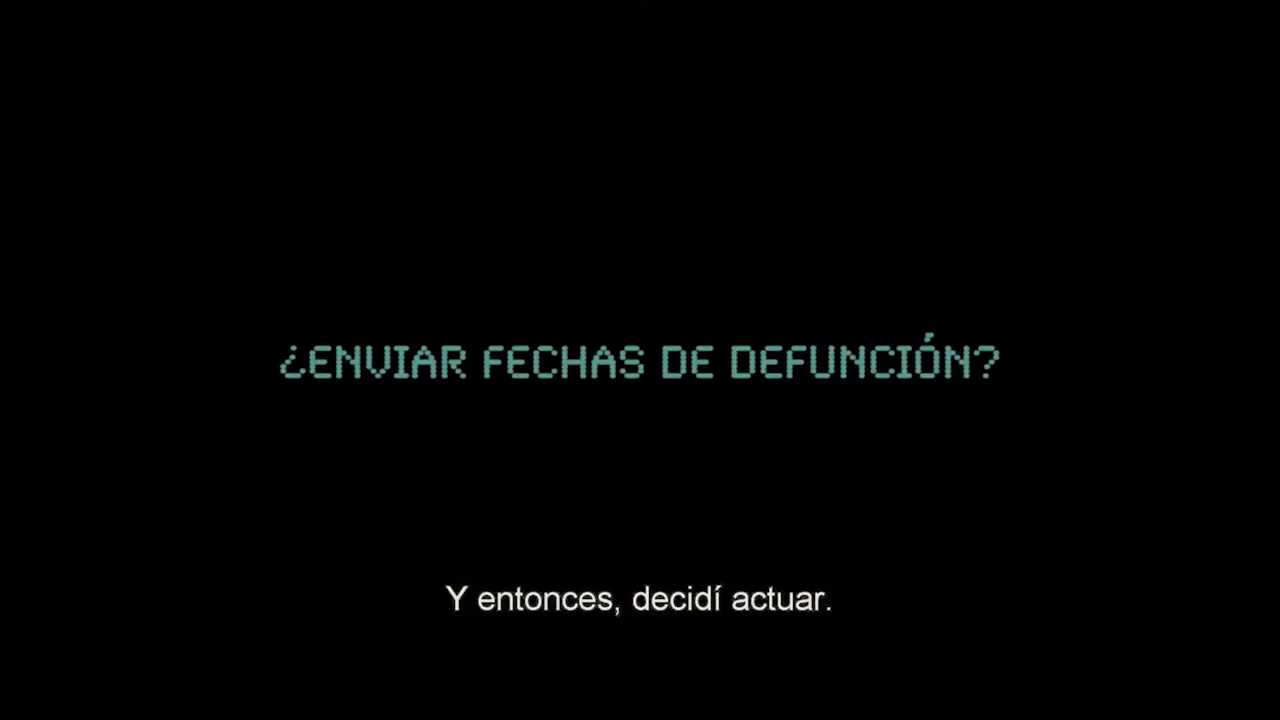 ¿ENVIAR FECHAS DE DEFUNCIÓN?
Y entonces, decidí actuar.